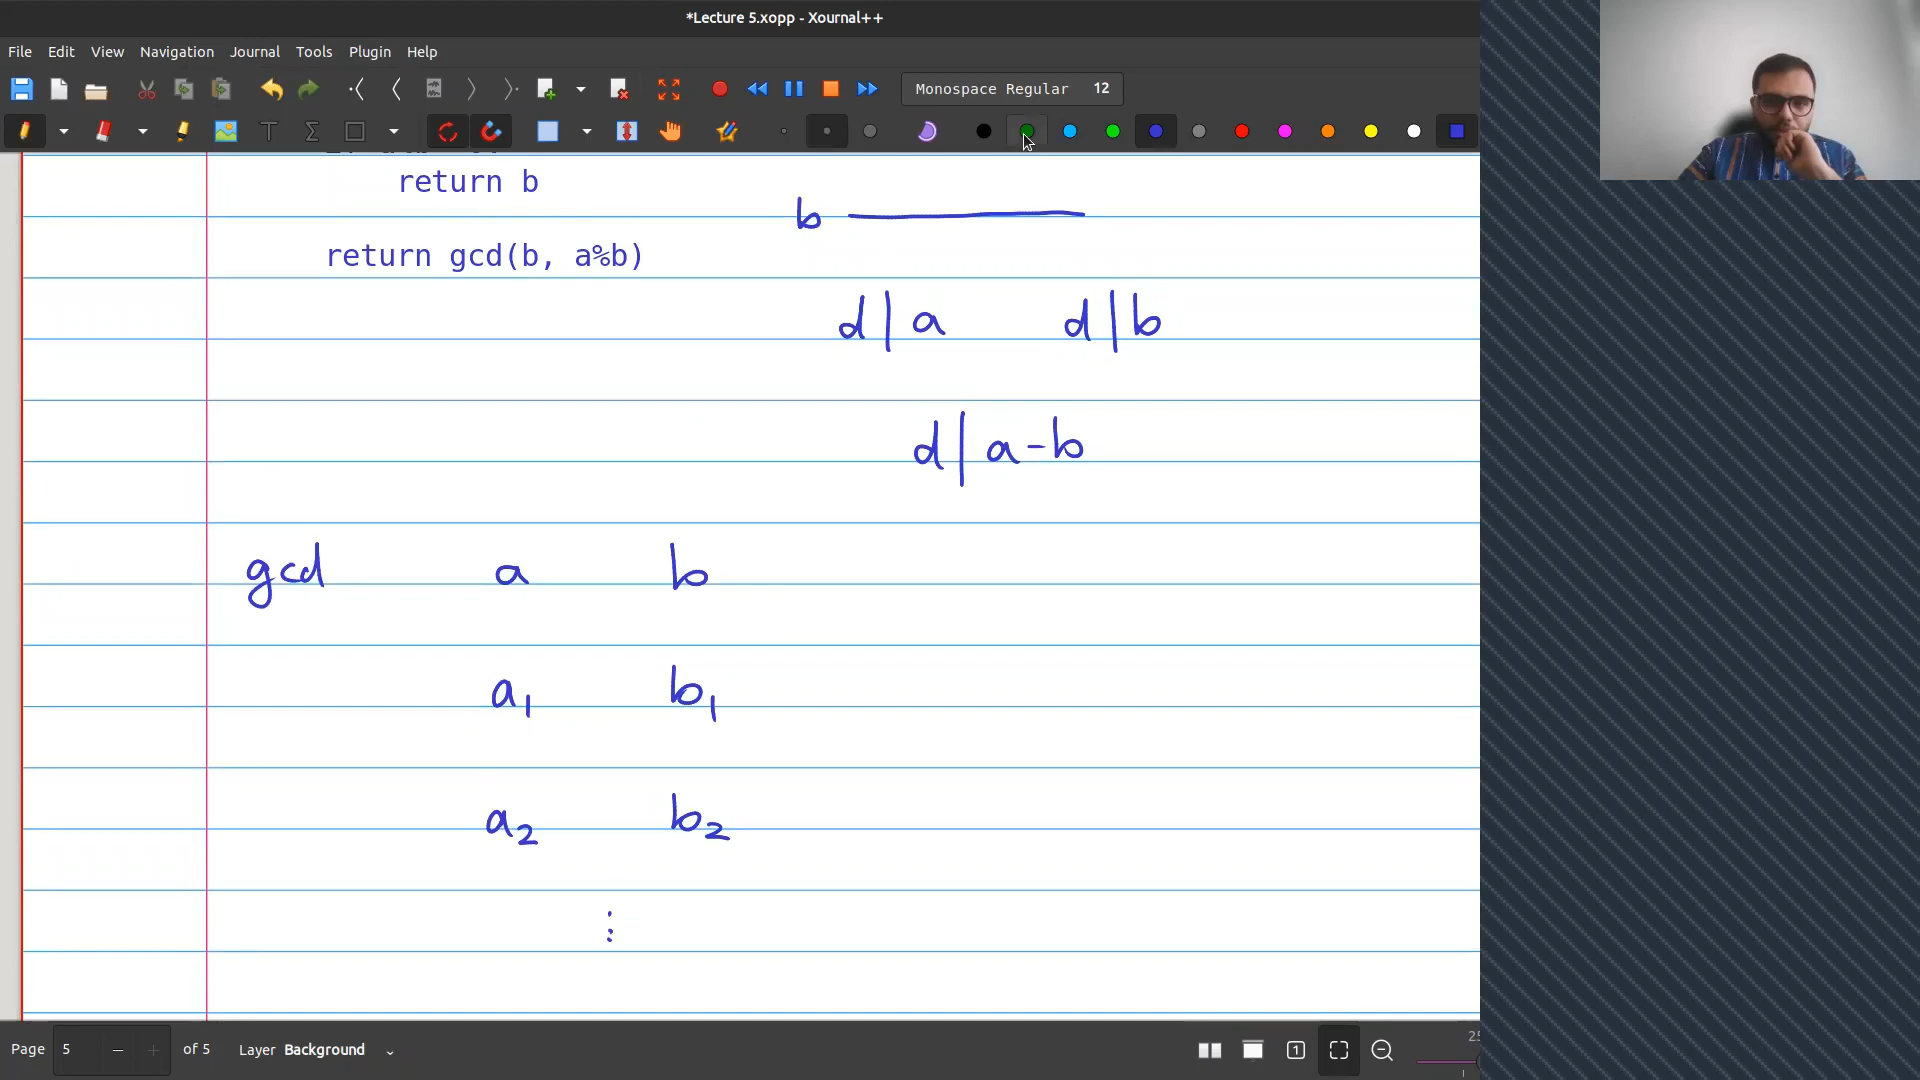 *Lecture 5.xopp - Xournal++
File Edit View Navigation Journal Tools Plugin Help
Monospace Regular 12
return b
b
return gcd(b, a%b)
d | a d | b
d | a - b
gcd a b
a₁ b₁
a₂ b₂
⋮
Page 5 of 5 Layer Background